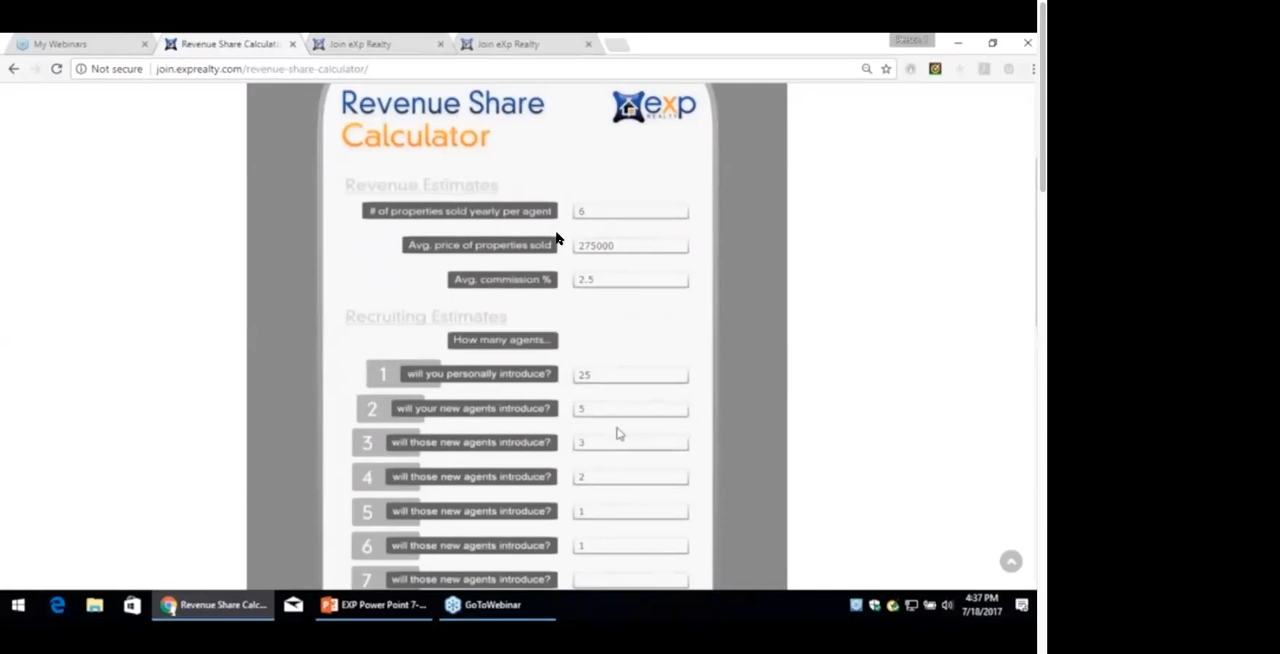 My Webinars
Revenue Share Calculat
Join eXp Realty
Join eXp Realty
Not secure
join.exprealty.com/revenue-share-calculator/
Revenue Share
Calculator
exp
REALTY
Revenue Estimates
# of properties sold yearly per agent
6
Avg. price of properties sold
275000
Avg. commission %
2.5
Recruiting Estimates
How many agents...
1 will you personally introduce?
25
2 will your new agents introduce?
5
3 will those new agents introduce?
3
4 will those new agents introduce?
2
5 will those new agents introduce?
1
6 will those new agents introduce?
1
7 will those new agents introduce?
Revenue Share Calc...
EXP Power Point 7-...
GoToWebinar
4:37 PM
7/18/2017